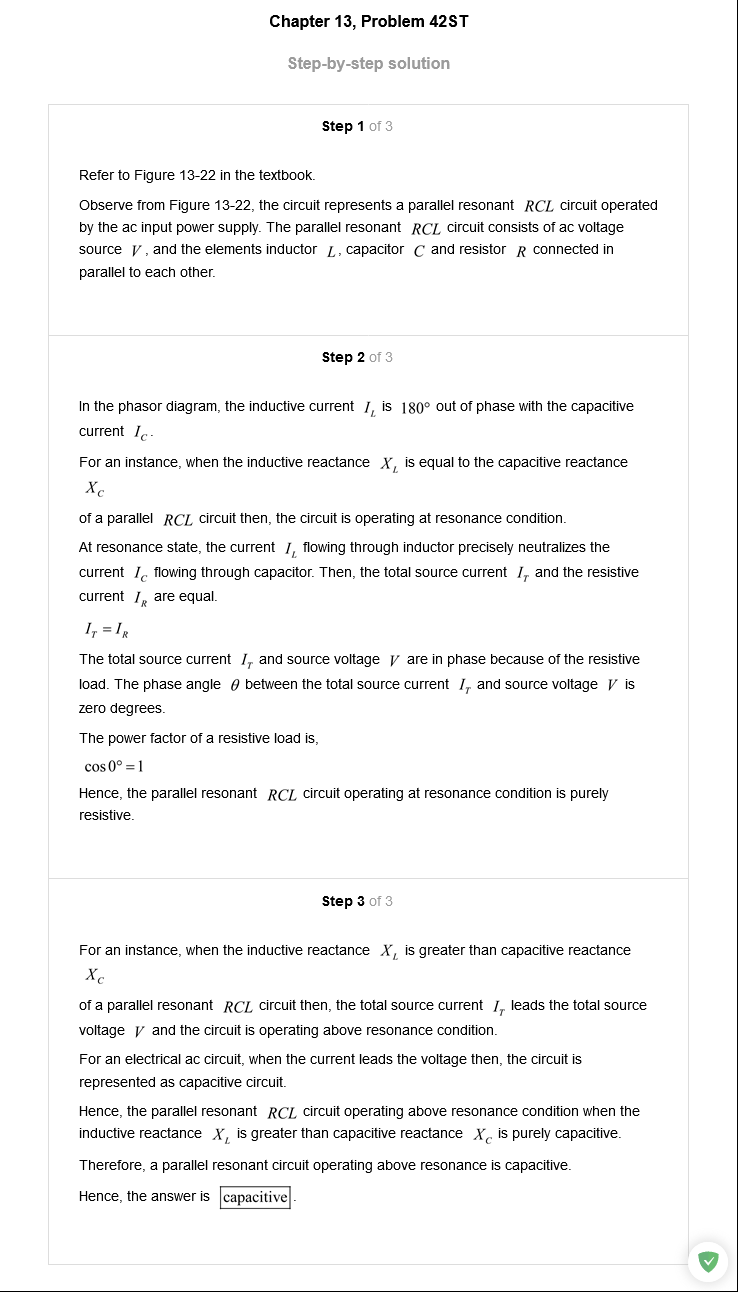 Chapter 13, Problem 42ST
Step-by-step solution
Step 1 of 3
Refer to Figure 13-22 in the textbook.
Observe from Figure 13-22, the circuit represents a parallel resonant RCL circuit operated
by the ac input power supply. The parallel resonant RCL circuit consists of ac voltage
source V, and the elements inductor L, capacitor C and resistor R connected in
parallel to each other.
Step 2 of 3
In the phasor diagram, the inductive current I_L is 180° out of phase with the capacitive
current I_C.
For an instance, when the inductive reactance X_L is equal to the capacitive reactance
X_C
of a parallel RCL circuit then, the circuit is operating at resonance condition.
At resonance state, the current I_L flowing through inductor precisely neutralizes the
current I_C flowing through capacitor. Then, the total source current I_T and the resistive
current I_R are equal.
I_T = I_R
The total source current I_T and source voltage V are in phase because of the resistive
load. The phase angle θ between the total source current I_T and source voltage V is
zero degrees.
The power factor of a resistive load is,
cos 0° = 1
Hence, the parallel resonant RCL circuit operating at resonance condition is purely
resistive.
Step 3 of 3
For an instance, when the inductive reactance X_L is greater than capacitive reactance
X_C
of a parallel resonant RCL circuit then, the total source current I_T leads the total source
voltage V and the circuit is operating above resonance condition.
For an electrical ac circuit, when the current leads the voltage then, the circuit is
represented as capacitive circuit.
Hence, the parallel resonant RCL circuit operating above resonance condition when the
inductive reactance X_L is greater than capacitive reactance X_C is purely capacitive.
Therefore, a parallel resonant circuit operating above resonance is capacitive.
Hence, the answer is capacitive.